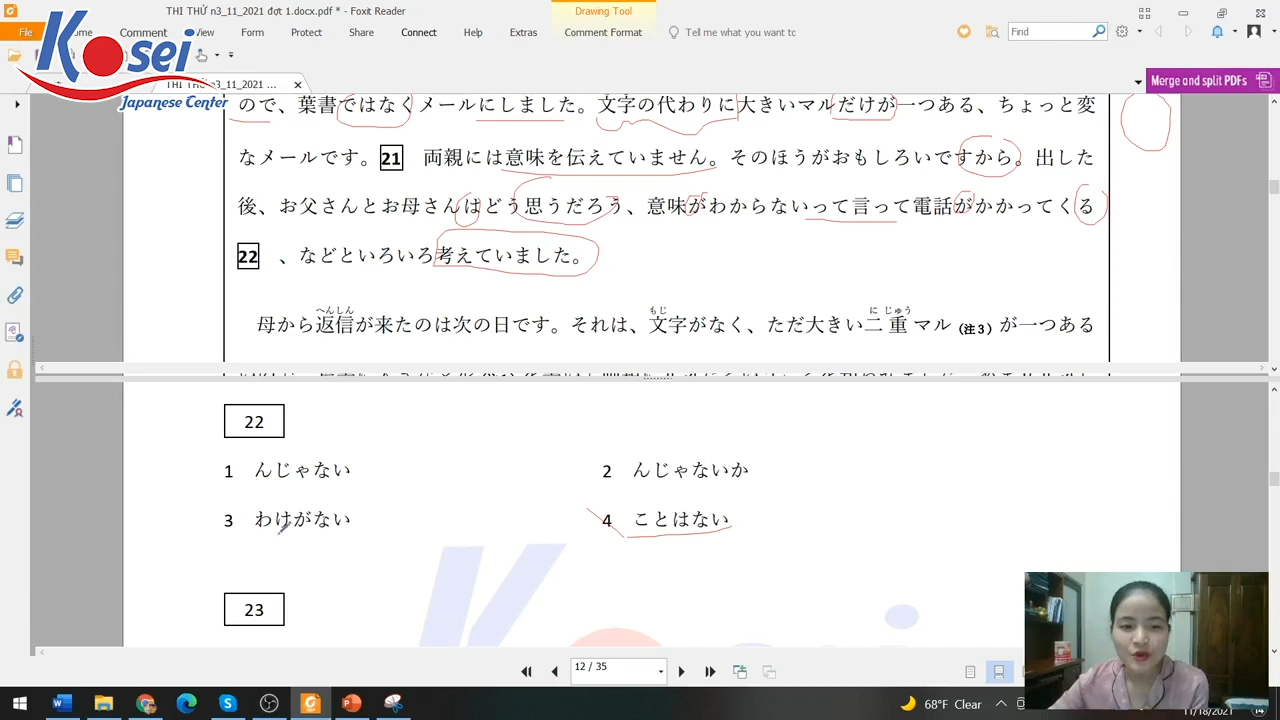 THI THỬ n3_11_2021 đợt 1.docx.pdf * - Foxit Reader
Drawing Tool
File
Home
Comment
View
Form
Protect
Share
Connect
Help
Extras
Comment Format
Tell me what you want tc
Find
Kosei
Japanese Center
THI THỬ n3_11_2021 ...
Merge and split PDFs
ので、葉書ではなくメールにしました。文字の代わりに大きいマルだけが一つある、ちょっと変
なメールです。 21 両親には意味を伝えていません。そのほうがおもしろいですから。出した
後、お父さんとお母さんはどう思うだろう、意味がわからないって言って電話がかかってくる
22 、などといろいろ考えていました。
へんしん もじ に じゅう
母から返信が来たのは次の日です。それは、文字がなく、ただ大きい二重マル(注3)が一つある
22
1 んじゃない
2 んじゃないか
3 わけがない
4 ことはない
23
Kosei
12 / 35
68°F Clear
11/18/2021
14